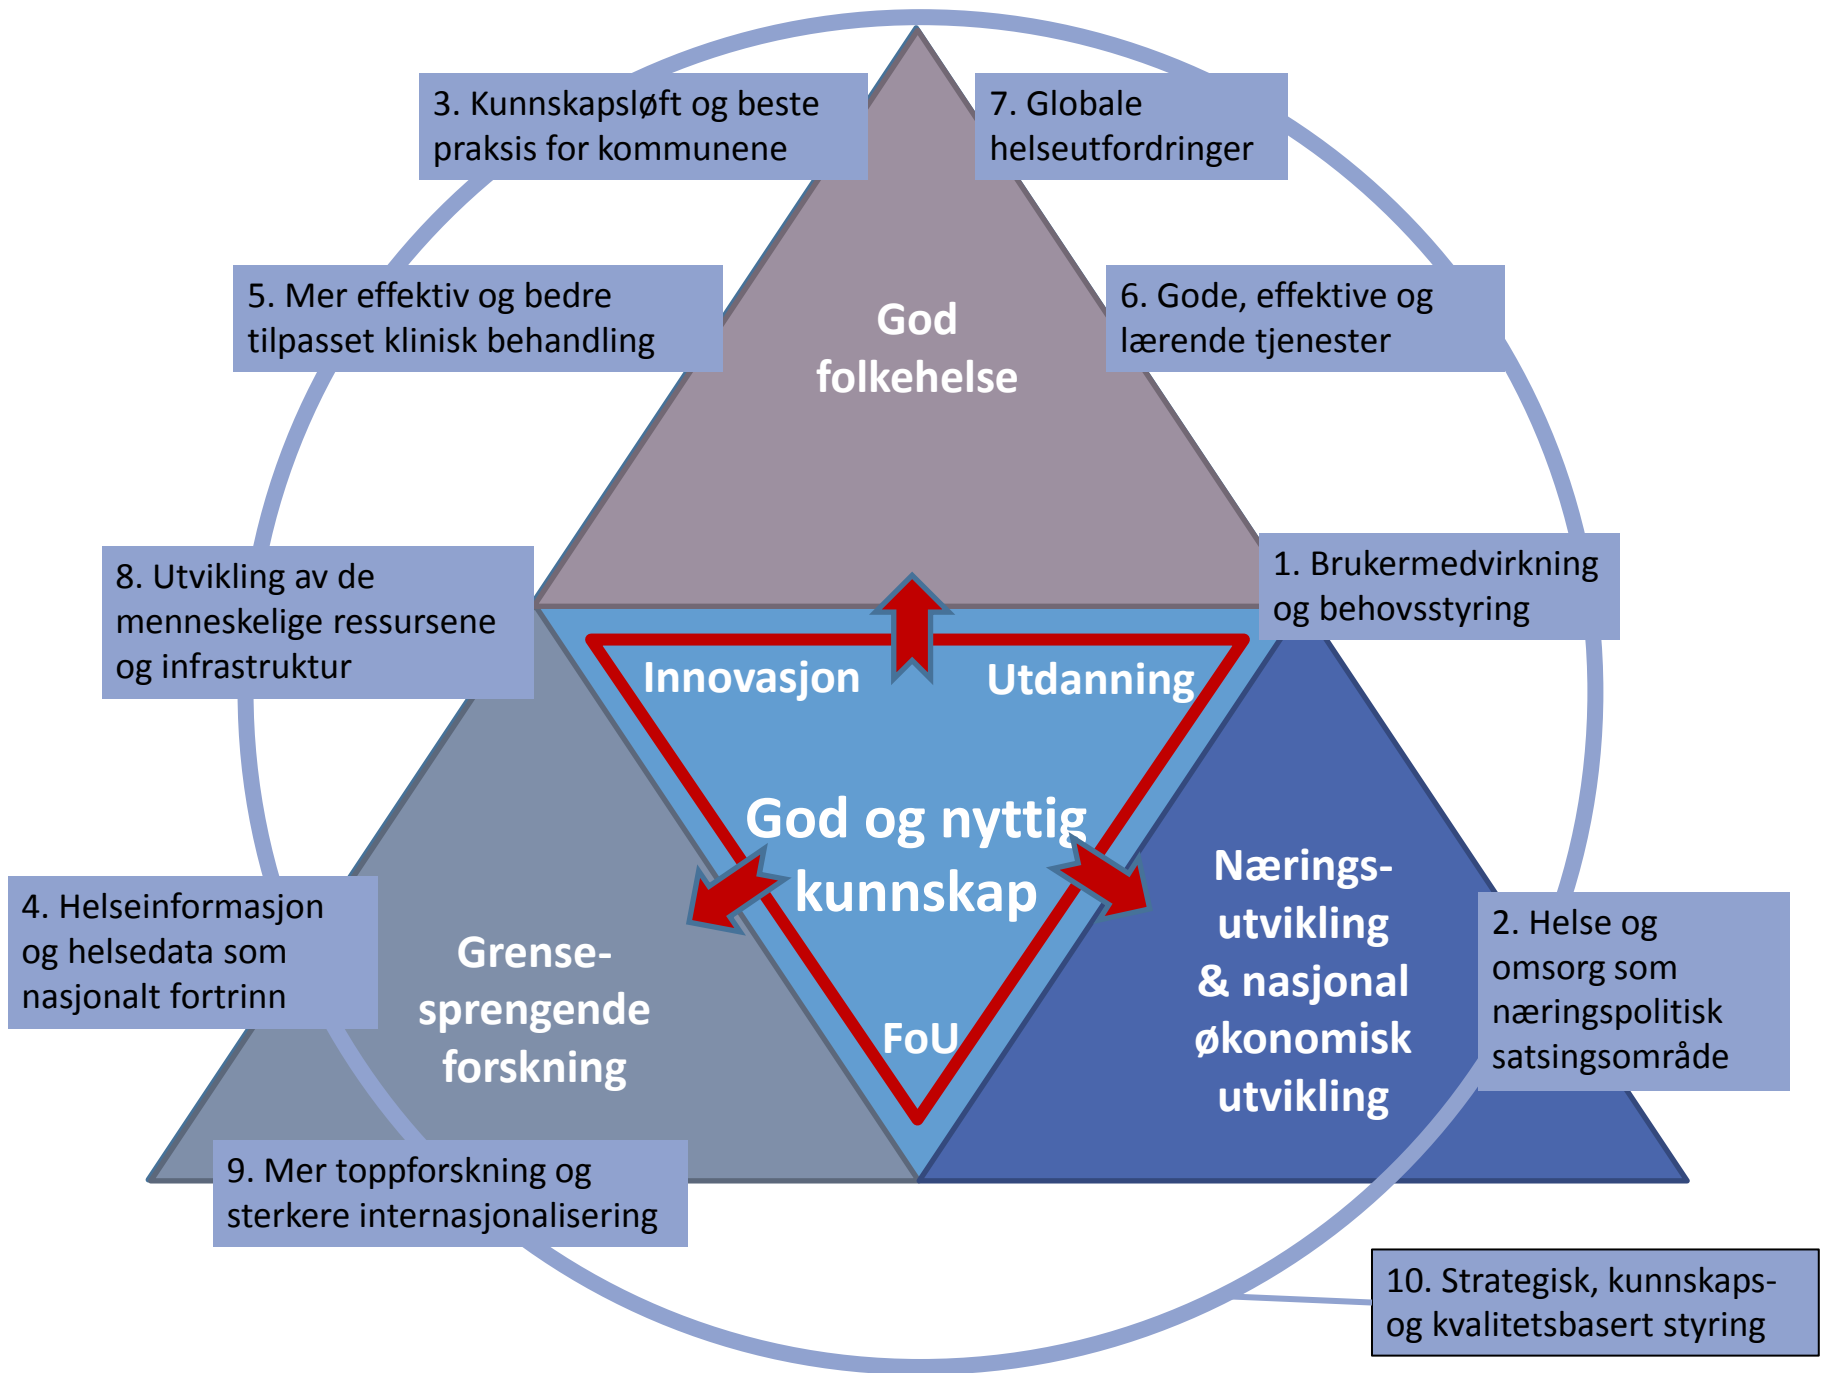 3. Kunnskapsløft og beste
praksis for kommunene
7. Globale
helseutfordringer
5. Mer effektiv og bedre
tilpasset klinisk behandling
God
folkehelse
6. Gode, effektive og
lærende tjenester
8. Utvikling av de
menneskelige ressursene
og infrastruktur
1. Brukermedvirkning
og behovsstyring
Innovasjon
Utdanning
God og nyttig
kunnskap
FoU
4. Helseinformasjon
og helsedata som
nasjonalt fortrinn
Grense-
sprengende
forskning
Nærings-
utvikling
& nasjonal
økonomisk
utvikling
2. Helse og
omsorg som
næringspolitisk
satsingsområde
9. Mer toppforskning og
sterkere internasjonalisering
10. Strategisk, kunnskaps-
og kvalitetsbasert styring